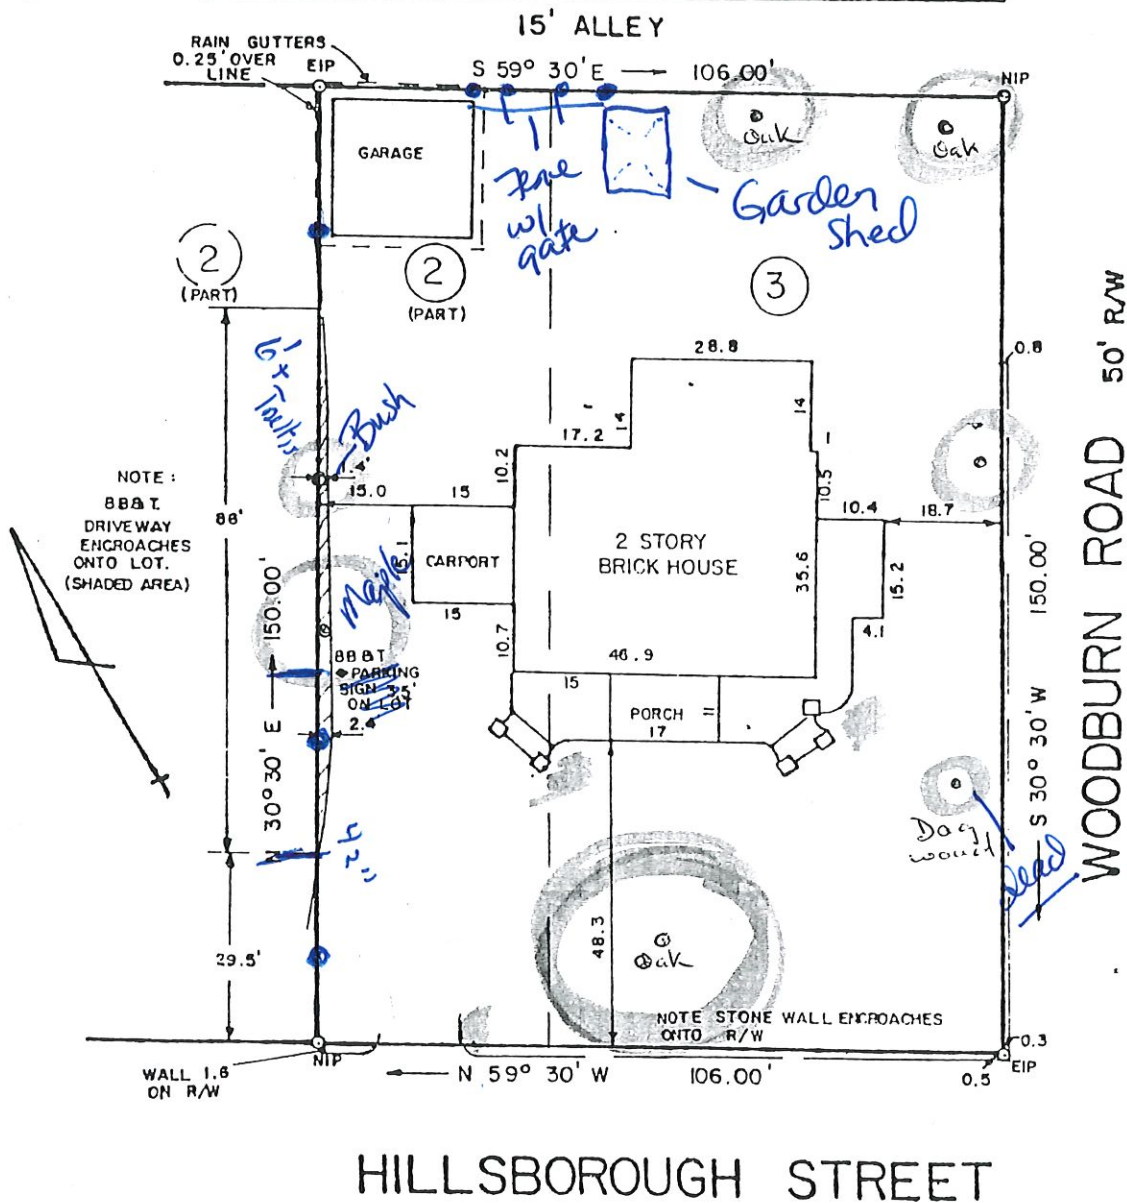 15' ALLEY
RAIN GUTTERS
0.25' OVER
LINE
EIP
S 59° 30' E
106.00'
NIP
GARAGE
Oak
Oak
w/
gate
Garden
Shed
2
(PART)
2
(PART)
3
50' R/W
WOODBURN ROAD
28.8
0.8
6'+
Bush
14
14
17.2
10.2
10.5
15.0
15
10.4
18.7
NOTE:
BB&T.
DRIVEWAY
ENCROACHES
ONTO LOT.
(SHADED AREA)
86'
CARPORT
15.1
2 STORY
BRICK HOUSE
35.6
15.2
150.00'
Maple
15
10.7
4.1
150.00'
30°30' E
BB&T
PARKING
SIGN 3.5'
ON LOT
2.4
46.9
15
PORCH =
17
S 30° 30' W
42"
Dog
wood
dead
29.5'
48.3
Oak
NOTE STONE WALL ENCROACHES
ONTO R/W
0.3
NIP
WALL 1.6
ON R/W
N 59° 30' W
106.00'
0.5
EIP
HILLSBOROUGH STREET